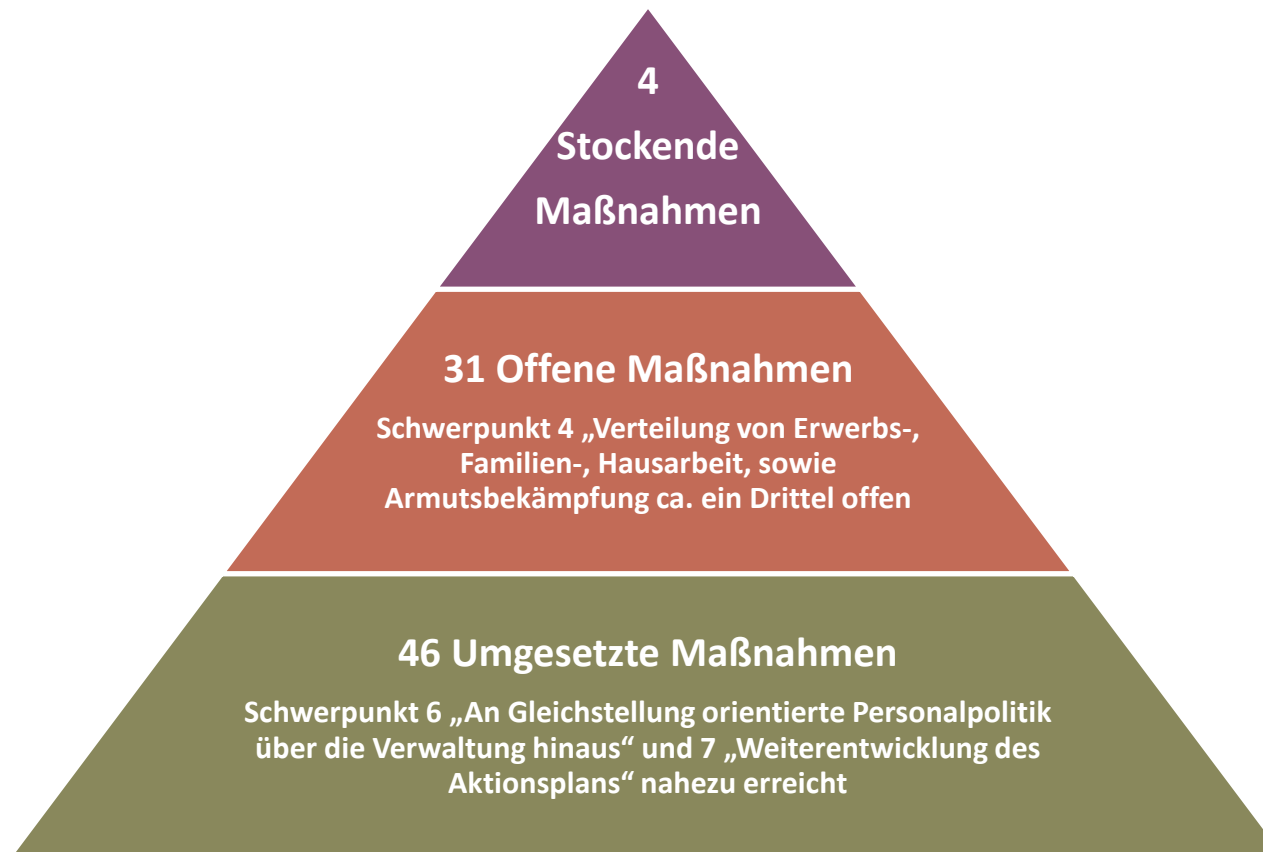 4
Stockende
Maßnahmen
31 Offene Maßnahmen
Schwerpunkt 4 „Verteilung von Erwerbs-,
Familien-, Hausarbeit, sowie
Armutsbekämpfung ca. ein Drittel offen
46 Umgesetzte Maßnahmen
Schwerpunkt 6 „An Gleichstellung orientierte Personalpolitik
über die Verwaltung hinaus“ und 7 „Weiterentwicklung des
Aktionsplans“ nahezu erreicht